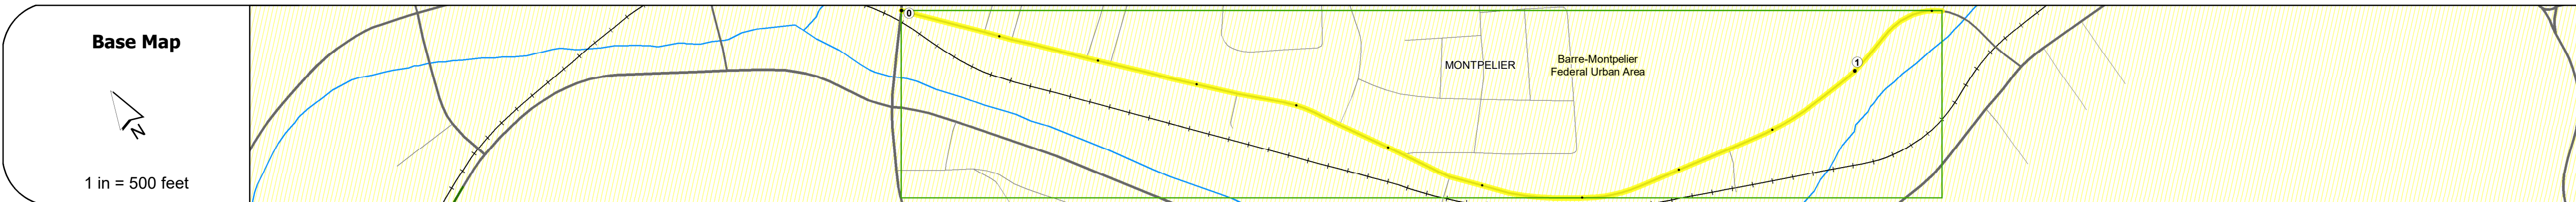 Base Map
N
1 in = 500 feet
0
MONTPELIER
Barre-Montpelier
Federal Urban Area
1